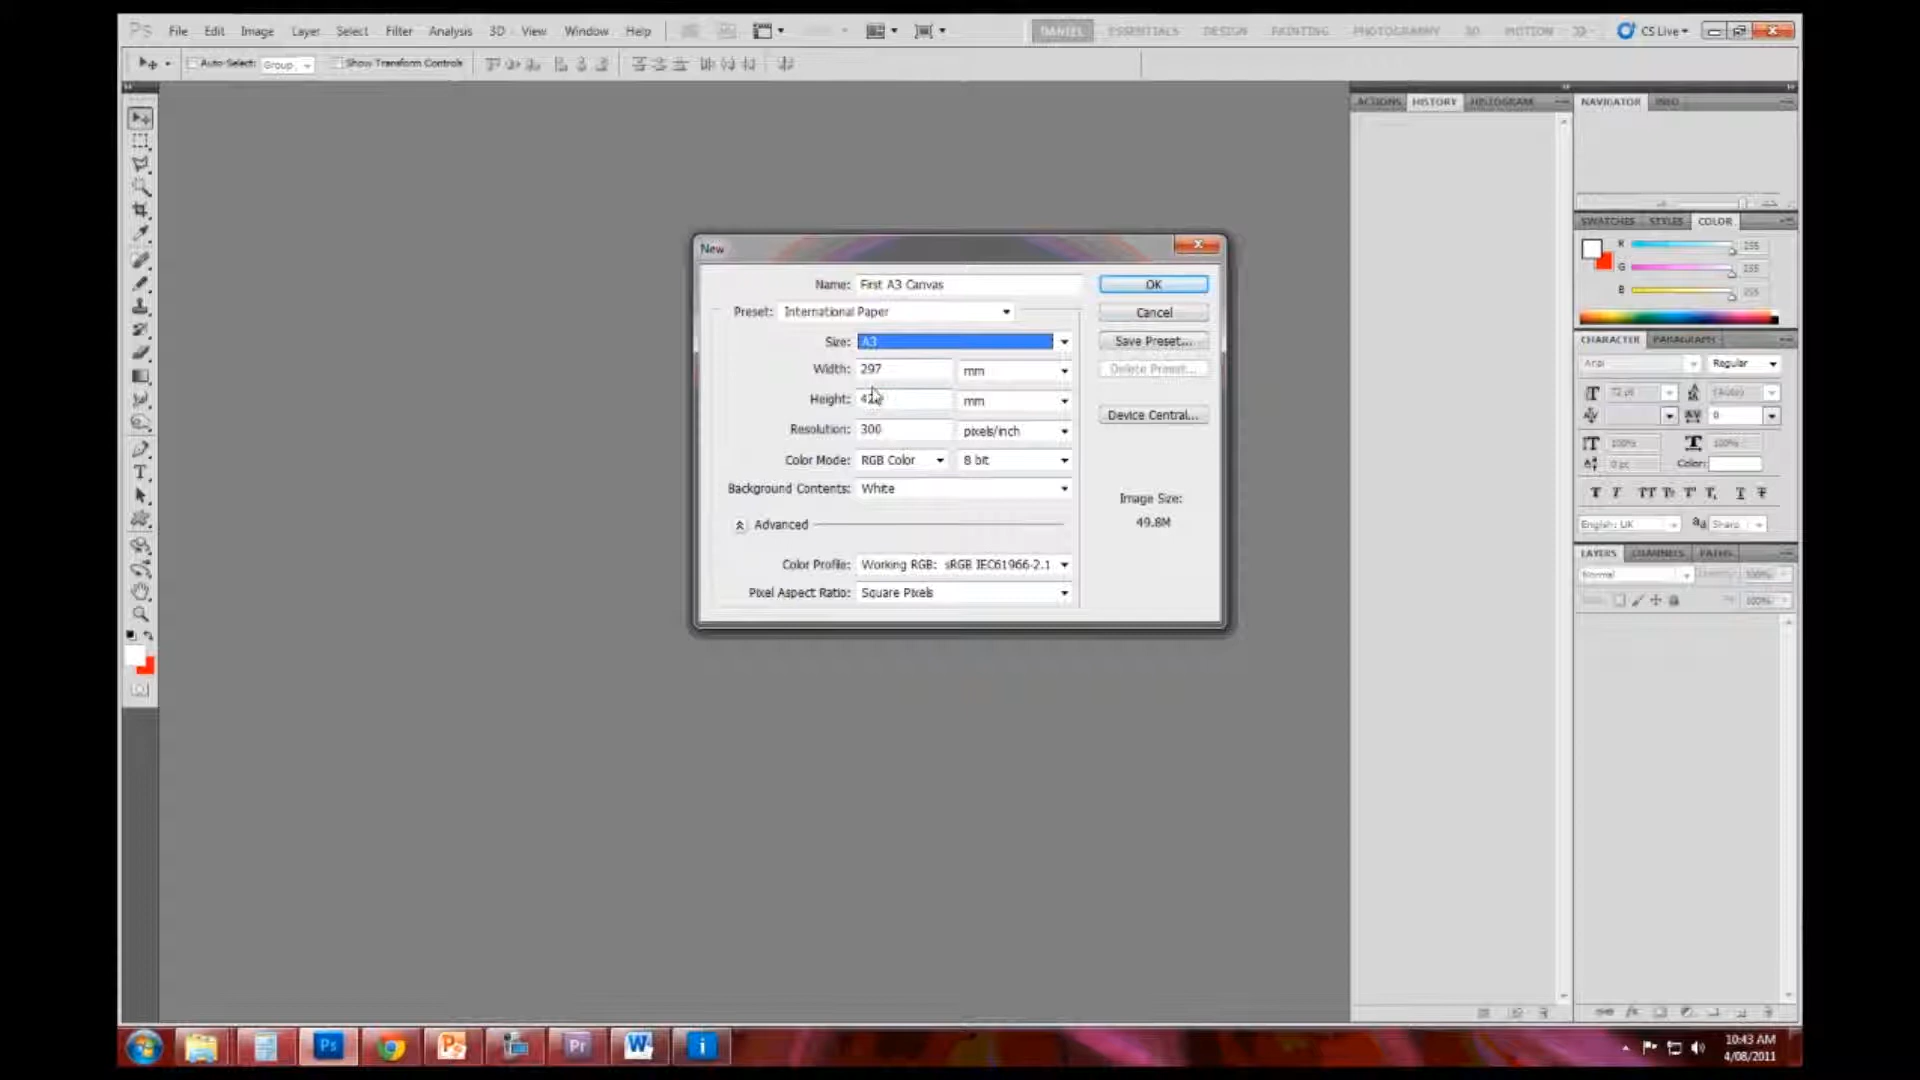 Ps File Edit Image Layer Select Filter Analysis 3D View Window Help DANIEL ESSENTIALS DESIGN PAINTING PHOTOGRAPHY 3D MOTION CS Live
Auto-Select: Group Show Transform Controls
ACTIONS HISTORY HISTOGRAM NAVIGATOR INFO
SWATCHES STYLES COLOR
R 255
G 255
B 255
New
Name: First A3 Canvas OK
Preset: International Paper Cancel
Size: A3 Save Preset...
Width: 297 mm Delete Preset...
Height: mm
Device Central...
Resolution: 300 pixels/inch
Color Mode: RGB Color 8 bit
Background Contents: White
Image Size:
49.8M
Advanced
Color Profile: Working RGB: sRGB IEC61966-2.1
Pixel Aspect Ratio: Square Pixels
CHARACTER PARAGRAPH
Arial Regular
72 pt (Auto)
0
100% 100%
0 pt Color:
English: UK aa Sharp
LAYERS CHANNELS PATHS
Normal 100%
100%
Ps Pr W i
10:43 AM
4/08/2011